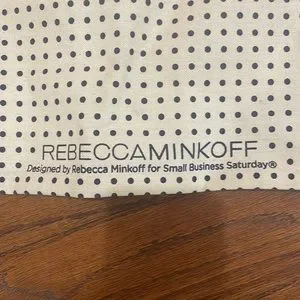 REBECCAMINKOFF
Designed by Rebecca Minkoff for Small Business Saturday®